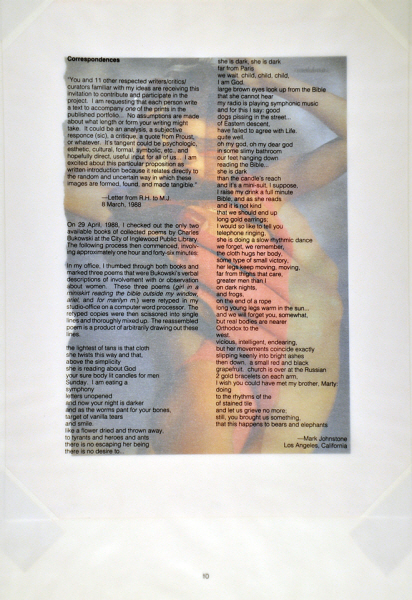 Correspondences
"You and 11 other respected writers/critics/
curators familiar with my ideas are receiving this
invitation to contribute and participate in the
project. I am requesting that each person write
a text to accompany one of the prints in the
published portfolio... No assumptions are made
about what length or form your writing might
take. It could be an analysis, a subjective
response (sic), a critique, a quote from Proust,
or whatever. It's tangent could be psychologic,
esthetic, cultural, formal, symbolic, etc., and
hopefully direct, useful input for all of us... I am
excited about this particular proposition as
written introduction because it relates directly to
the random and uncertain way in which these
images are formed, found, and made tangible."
—Letter from R.H. to M.J.
8 March, 1988
On 29 April, 1988, I checked out the only two
available books of collected poems by Charles
Bukowski at the City of Inglewood Public Library.
The following process then commenced, involv-
ing approximately one hour and forty-six minutes:
In my office, I thumbed through both books and
marked three poems that were Bukowski's verbal
descriptions of involvement with or observation
about women. These three poems (girl in a
miniskirt reading the bible outside my window,
ariel, and for marilyn m.) were retyped in my
studio-office on a computer word processor. The
retyped copies were then scissored into single
lines and thoroughly mixed up. The reassembled
poem is a product of arbitrarily drawing out these
lines.
the lightest of fans is that cloth
she twists this way and that,
above the simplicity
she is reading about God
your sure body lit candles for men
Sunday. I am eating a
symphony
letters unopened
and now your night is darker
and as the worms pant for your bones,
target of vanilla tears
and smile.
like a flower dried and thrown away.
to tyrants and heroes and ants
there is no escaping her being
there is no desire to..
she is dark, she is dark
far from Paris
we wait, child, child, child,
I am God.
large brown eyes look up from the Bible
that she cannot hear
my radio is playing symphonic music
and for this I say: good
dogs pissing in the street...
of Eastern descent,
have failed to agree with Life.
quite well.
oh my god, oh my dear god
in some slimy bathroom
our feet hanging down
reading the Bible...
she is dark
than the candle's reach
and it's a mini-suit, I suppose.
I raise my drink a full minute
Bible, and as she reads
and it is not kind
that we should end up
long gold earrings;
I would so like to tell you
telephone ringing.
she is doing a slow rhythmic dance
we forget, we remember,
the cloth hugs her body.
some type of small victory.
her legs keep moving, moving,
far from things that care.
greater men than I
on dark nights,
and frogs.
on the end of a rope
long young legs warm in the sun...
and we will forget you, somewhat,
but real bodies are nearer
Orthodox to the
west.
vicious, intelligent, endearing,
but her movements coincide exactly
slipping keenly into bright ashes
then down. a small red and black
grapefruit. church is over at the Russian
2 gold bracelets on each arm,
I wish you could have met my brother, Marty
doing
to the rhythms of the
of stained tile
and let us grieve no more;
still, you brought us something,
that this happens to bears and elephants
—Mark Johnstone
Los Angeles, California
10